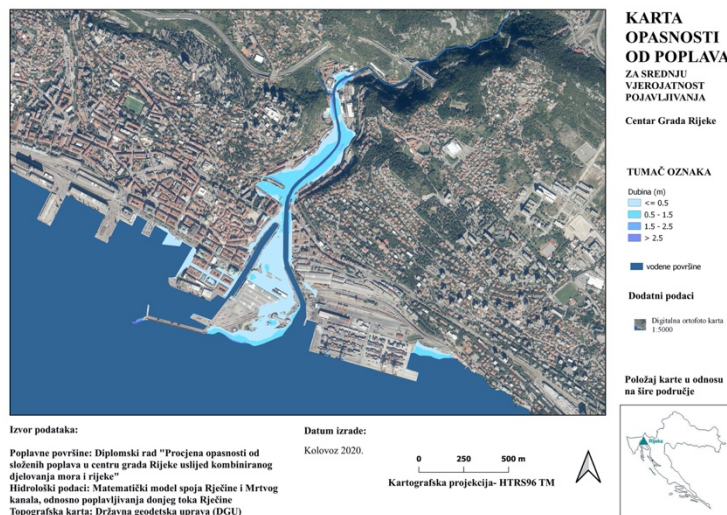 KARTA
OPASNOSTI
OD POPLAVA
ZA SREDNJU
VJEROJATNOST
POJAVLJIVANJA
Centar Grada Rijeke
TUMAČ OZNAKA
Dubina (m)
<= 0.5
0.5 - 1.5
1.5 - 2.5
> 2.5
vodene površine
Dodatni podaci
Digitalna ortofoto karta
1:5000
Položaj karte u odnosu
na šire područje
Rijeka
Izvor podataka:
Poplavne površine: Diplomski rad "Procjena opasnosti od
složenih poplava u centru grada Rijeke uslijed kombiniranog
djelovanja mora i rijeke"
Hidrološki podaci: Matematički model spoja Rječine i Mrtvog
kanala, odnosno poplavljivanja donjeg toka Rječine
Topografska karta: Državna geodetska uprava (DGU)
Datum izrade:
Kolovoz 2020.
0 250 500 m
Kartografska projekcija- HTRS96 TM